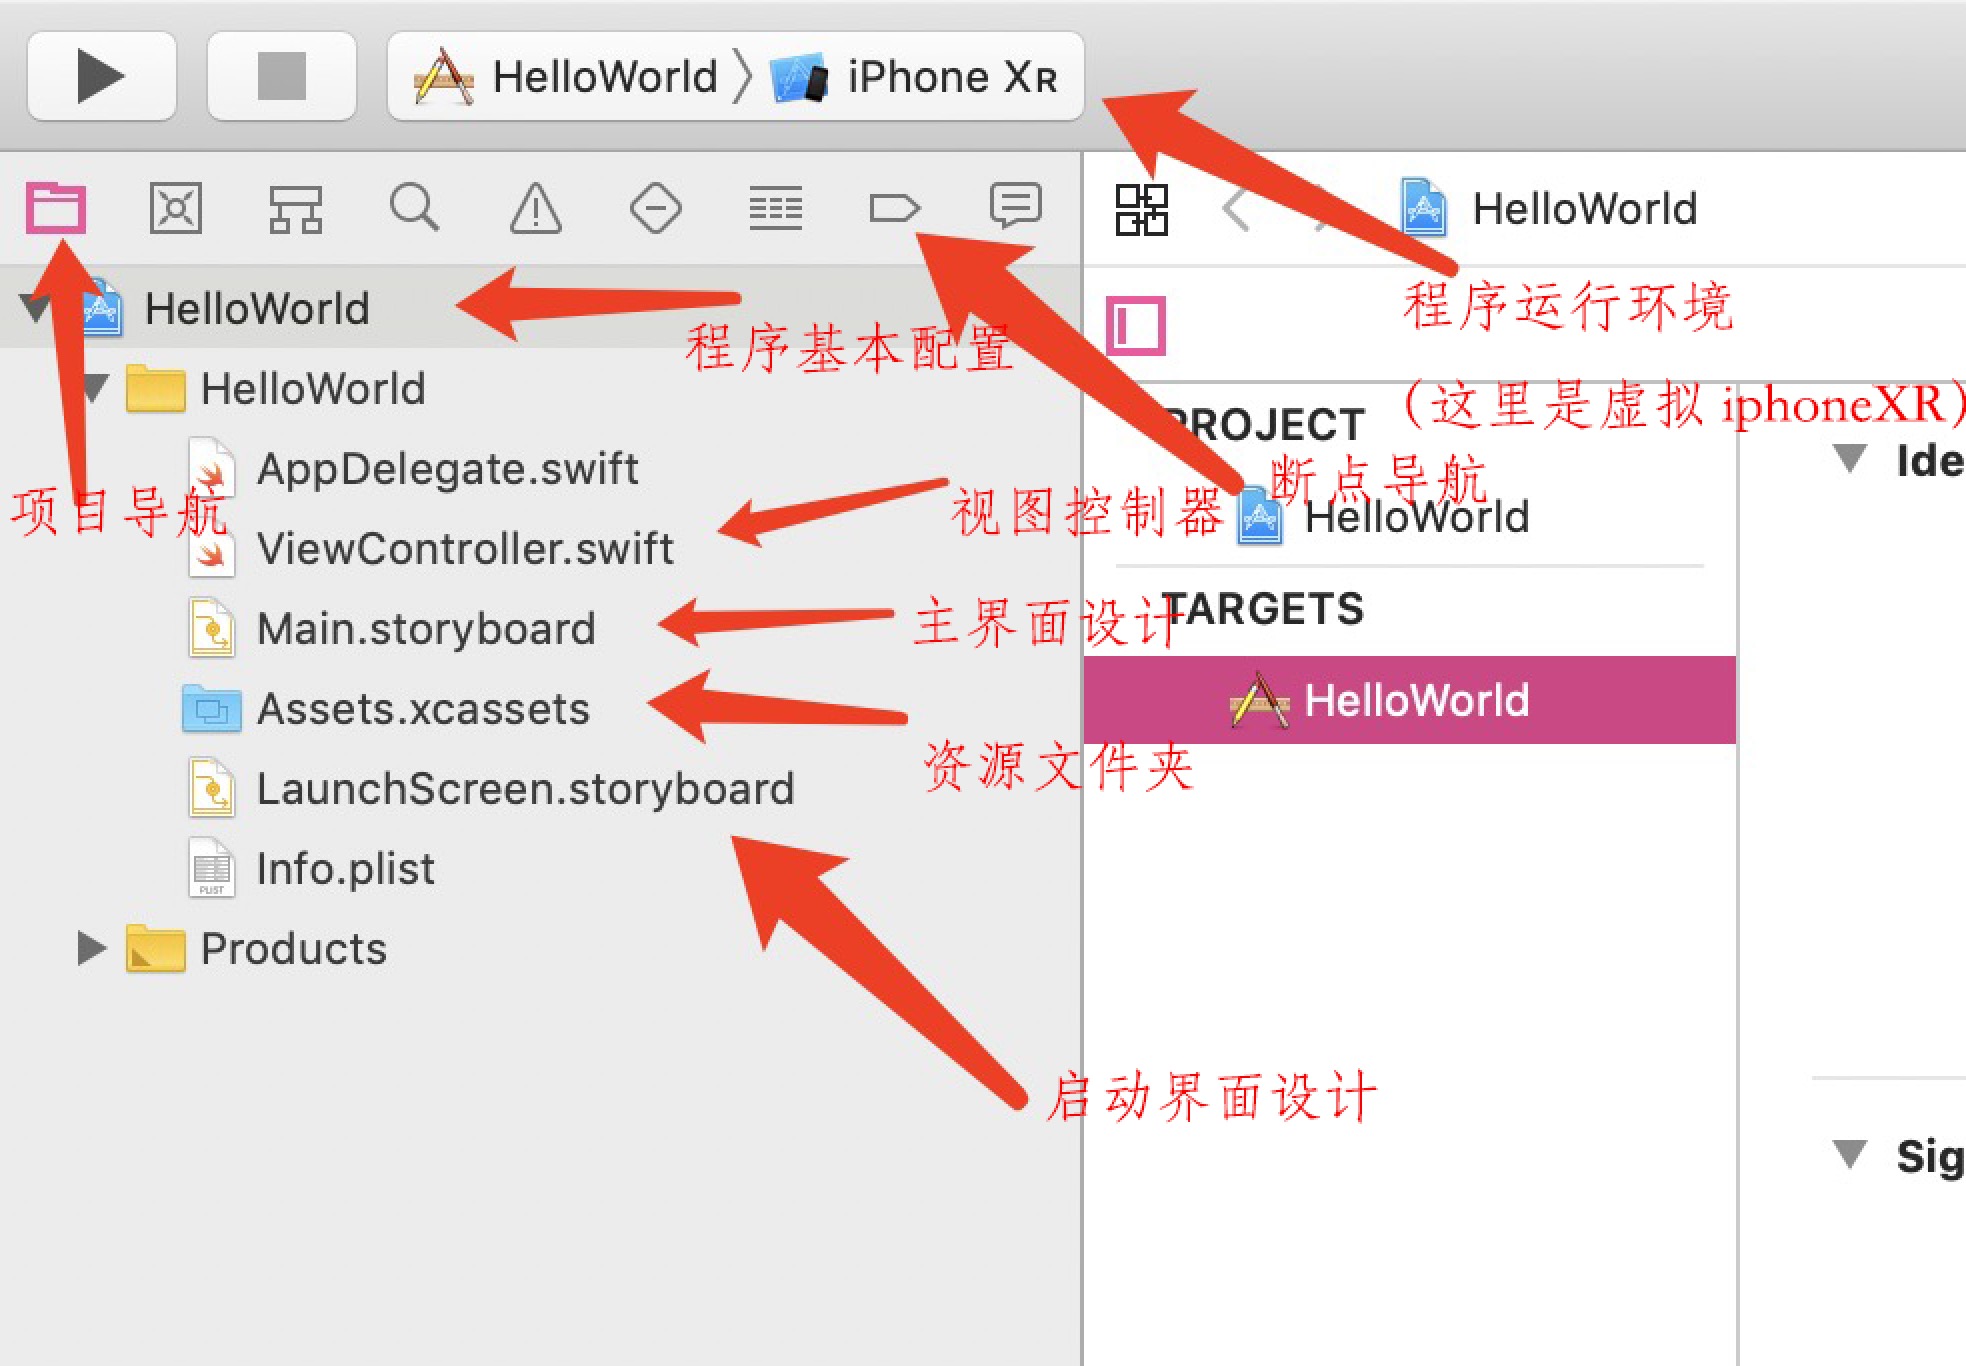 HelloWorld
iPhone XR
HelloWorld
HelloWorld
程序基本配置
程序运行环境
(这里是虚拟 iphoneXR)
HelloWorld
PROJECT
Ide
AppDelegate.swift
断点导航
项目导航
视图控制器
HelloWorld
ViewController.swift
TARGETS
Main.storyboard
主界面设计
HelloWorld
Assets.xcassets
资源文件夹
LaunchScreen.storyboard
PLIST
Info.plist
Products
启动界面设计
Sig